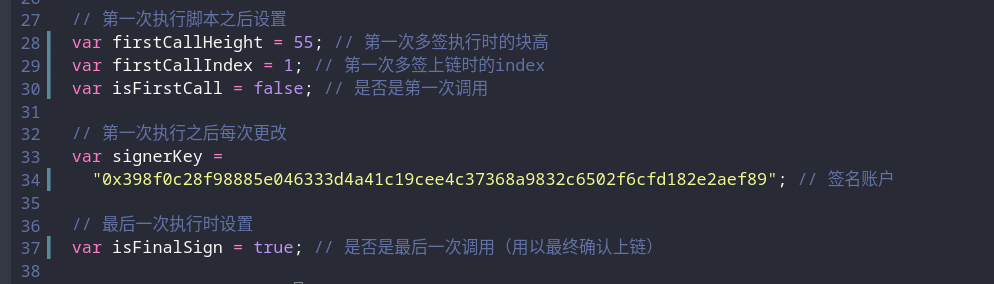 27 // 第一次执行脚本之后设置
28 var firstCallHeight = 55; // 第一次多签执行时的块高
29 var firstCallIndex = 1; // 第一次多签上链时的index
30 var isFirstCall = false; // 是否是第一次调用
31
32 // 第一次执行之后每次更改
33 var signerKey =
34 "0x398f0c28f98885e046333d4a41c19cee4c37368a9832c6502f6cfd182e2aef89"; // 签名账户
35
36 // 最后一次执行时设置
37 var isFinalSign = true; // 是否是最后一次调用（用以最终确认上链）
38